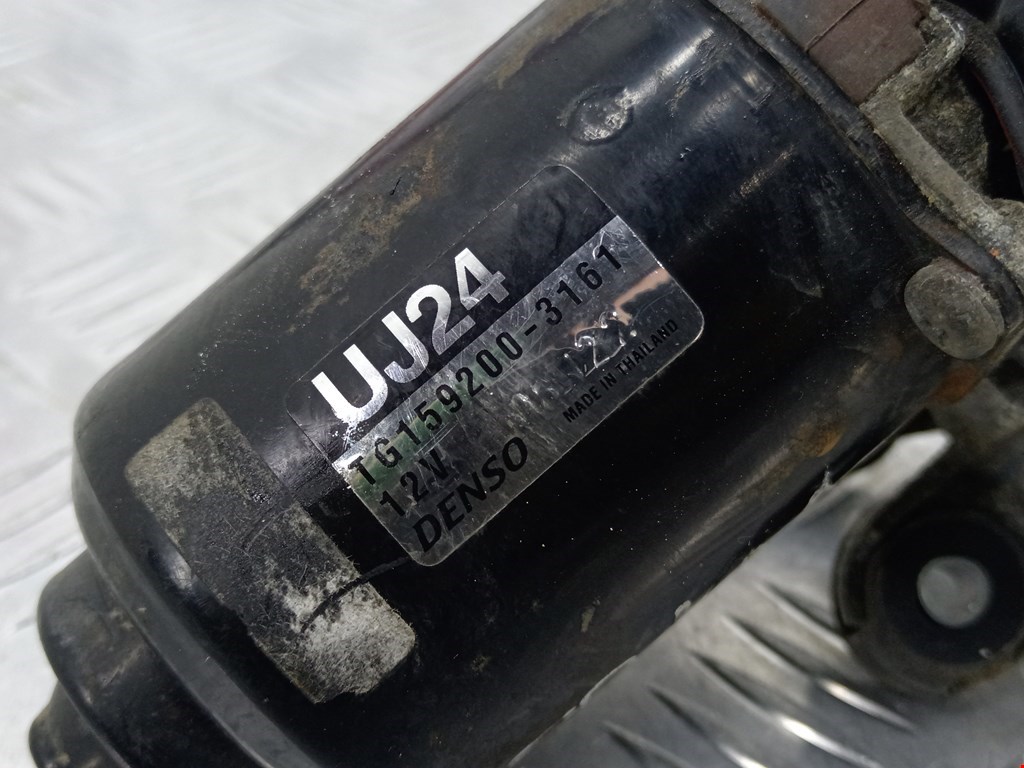 UJ24
TG159200-3161
12V
DENSO
MADE IN THAILAND